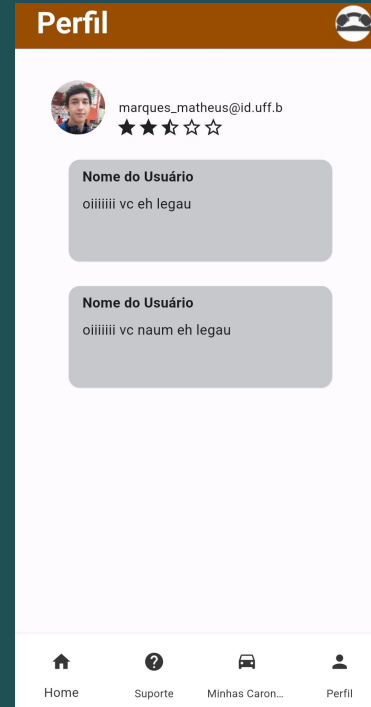 Perfil
marques_matheus@id.uff.b
Nome do Usuário
oiiiiiii vc eh legau
Nome do Usuário
oiiiiiii vc naum eh legau
Home
Suporte
Minhas Caron...
Perfil